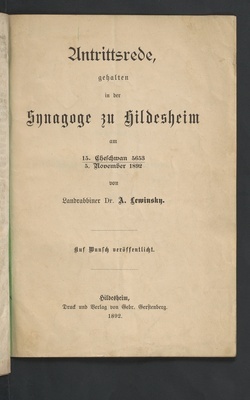 Antrittsrede,
gehalten
in der
Synagoge zu Hildesheim
am
15. Cheschwan 5653
5. November 1892
von
Landrabbiner Dr. A. Lewinsky.
Auf Wunsch veröffentlicht.
Hildesheim,
Druck und Verlag von Gebr. Gerstenberg.
1892.